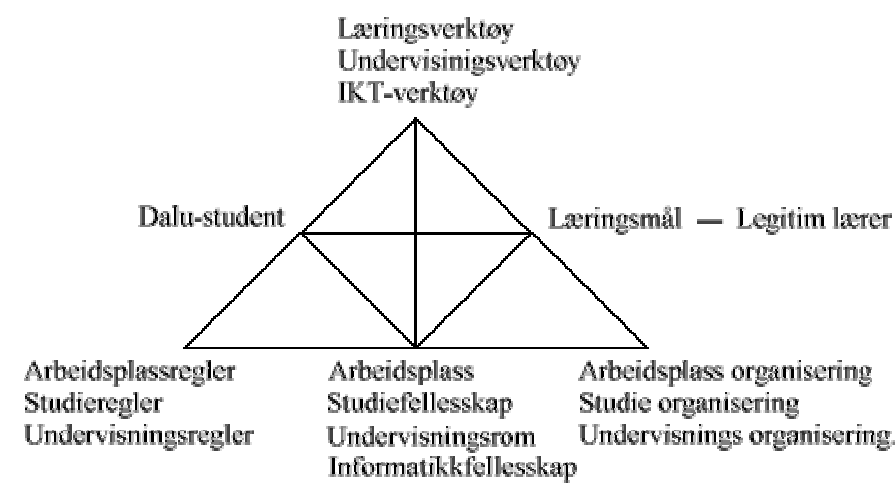 Læringsverktøy
Undervisinigsverktøy
IKT-verktøy
Dalu-student
Læringsmål — Legitim lærer
Arbeidsplassregler
Studieregler
Undervisningsregler
Arbeidsplass
Studiefellesskap
Undervisningsrom
Informatikkfellesskap
Arbeidsplass organisering
Studie organisering
Undervisnings organisering.